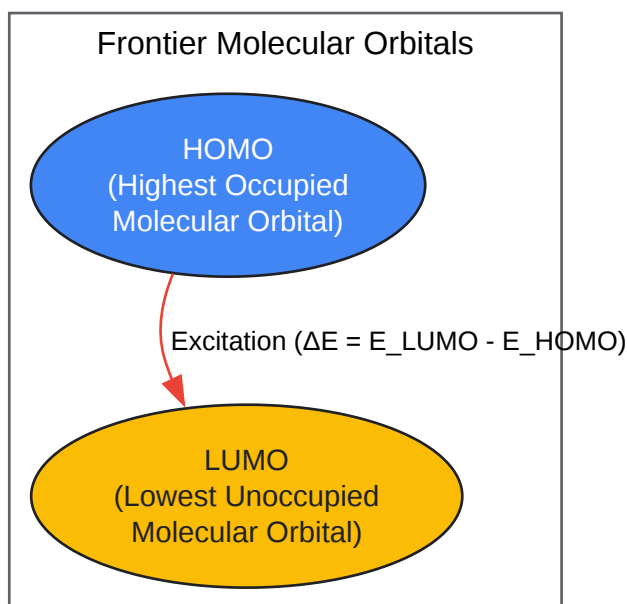 Frontier Molecular Orbitals
HOMO
(Highest Occupied
Molecular Orbital)
Excitation (ΔE = E_LUMO - E_HOMO)
LUMO
(Lowest Unoccupied
Molecular Orbital)